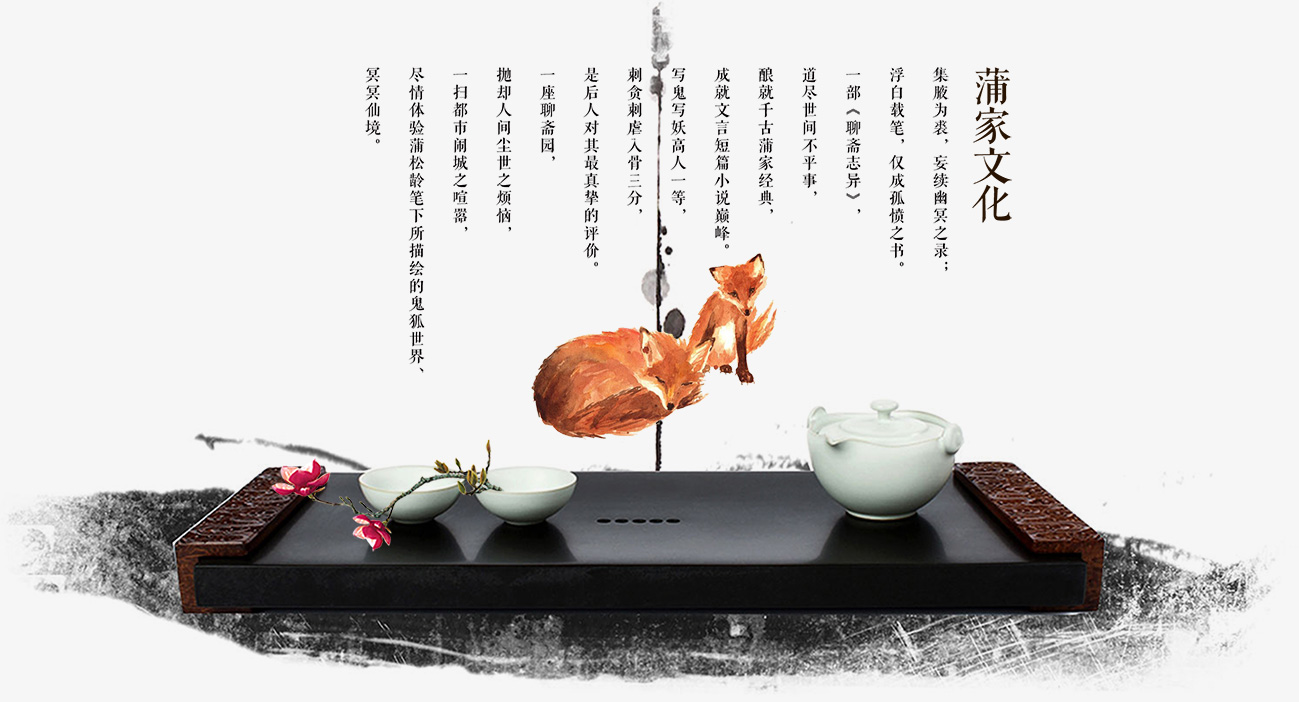 蒲家文化
集腋为裘，妄续幽冥之录；
浮白载笔，仅成孤愤之书。
一部《聊斋志异》，
道尽世间不平事，
酿就千古蒲家经典，
成就文言短篇小说巅峰。
写鬼写妖高人一等，
刺贪刺虐入骨三分，
是后人对其最真挚的评价。
一座聊斋园，
抛却人间尘世之烦恼，
一扫都市闹城之喧嚣，
尽情体验蒲松龄笔下所描绘的鬼狐世界、
冥冥仙境。